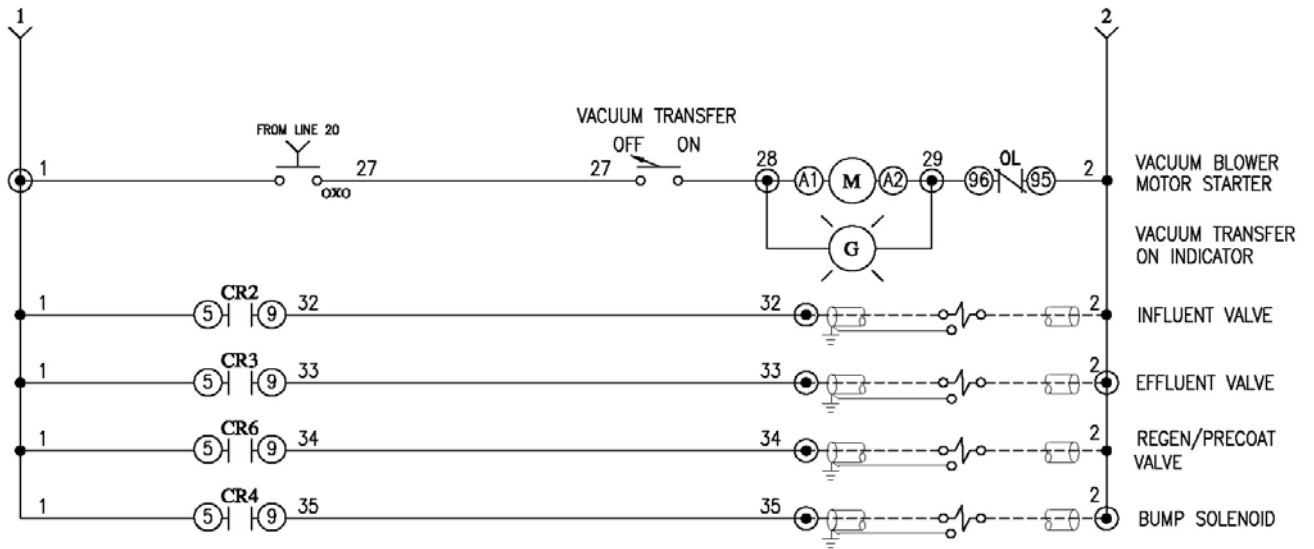 1
2
FROM LINE 20
VACUUM TRANSFER
OFF ON
1
27
OXO
27
28
A1
M
A2
29
96
OL
95
2
VACUUM BLOWER
MOTOR STARTER
G
VACUUM TRANSFER
ON INDICATOR
1
5
CR2
9
32
32
2
INFLUENT VALVE
1
5
CR3
9
33
33
2
EFFLUENT VALVE
1
5
CR6
9
34
34
2
REGEN/PRECOAT
VALVE
1
5
CR4
9
35
35
2
BUMP SOLENOID